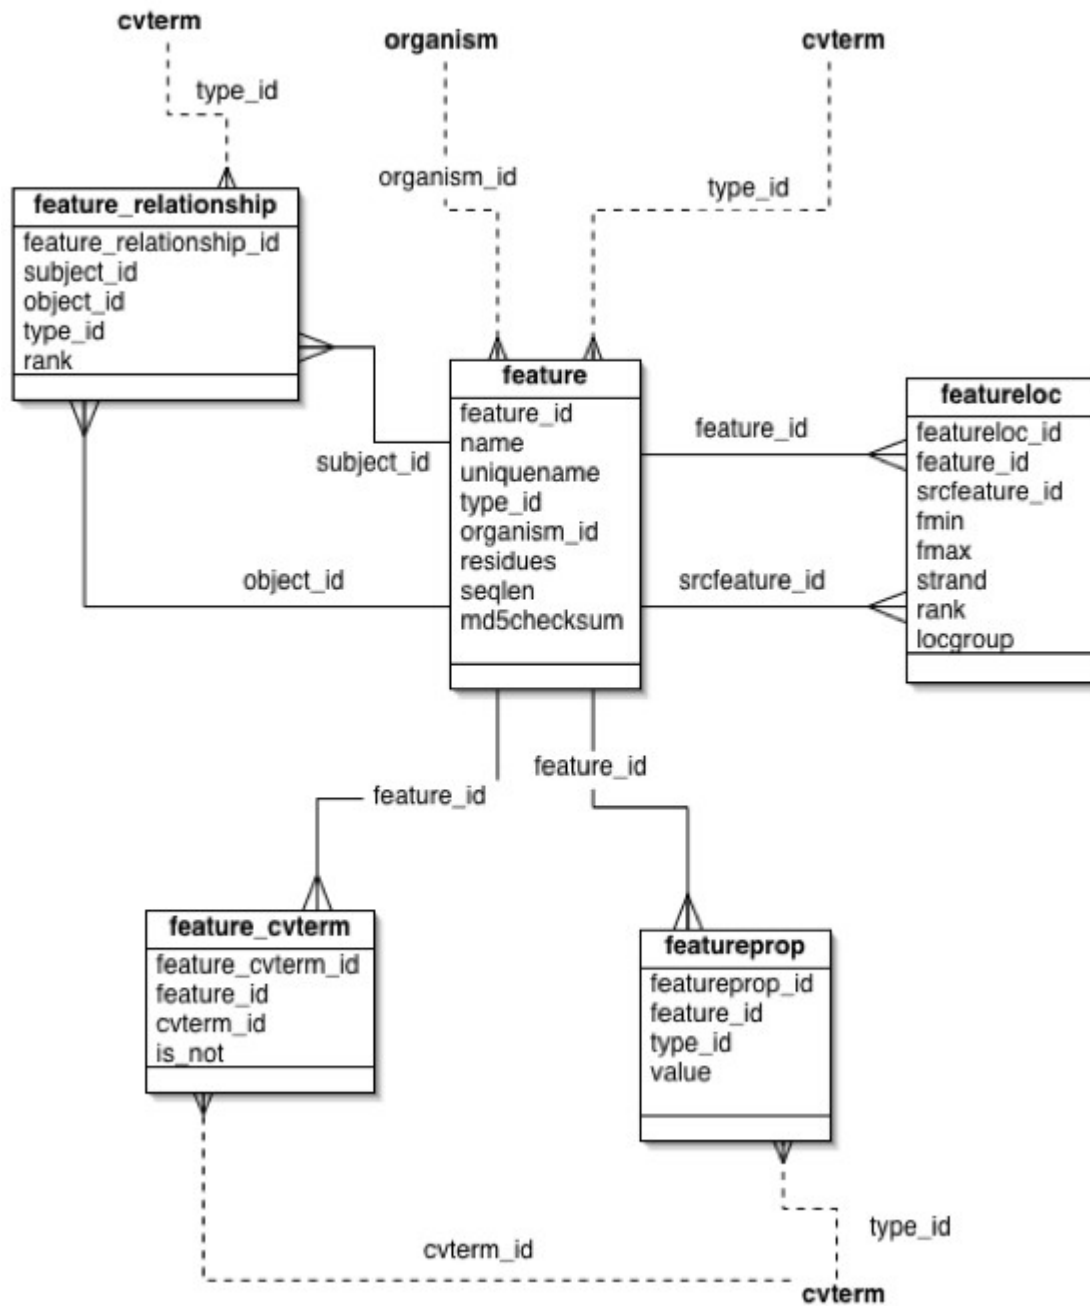 cvterm
organism
cvterm
type_id
organism_id
type_id
feature_relationship
feature_relationship_id
subject_id
object_id
type_id
rank
subject_id
object_id
feature
feature_id
name
uniquename
type_id
organism_id
residues
seqlen
md5checksum
feature_id
srcfeature_id
featureloc
featureloc_id
feature_id
srcfeature_id
fmin
fmax
strand
rank
locgroup
feature_id
feature_id
feature_cvterm
feature_cvterm_id
feature_id
cvterm_id
is_not
featureprop
featureprop_id
feature_id
type_id
value
cvterm_id
type_id
cvterm